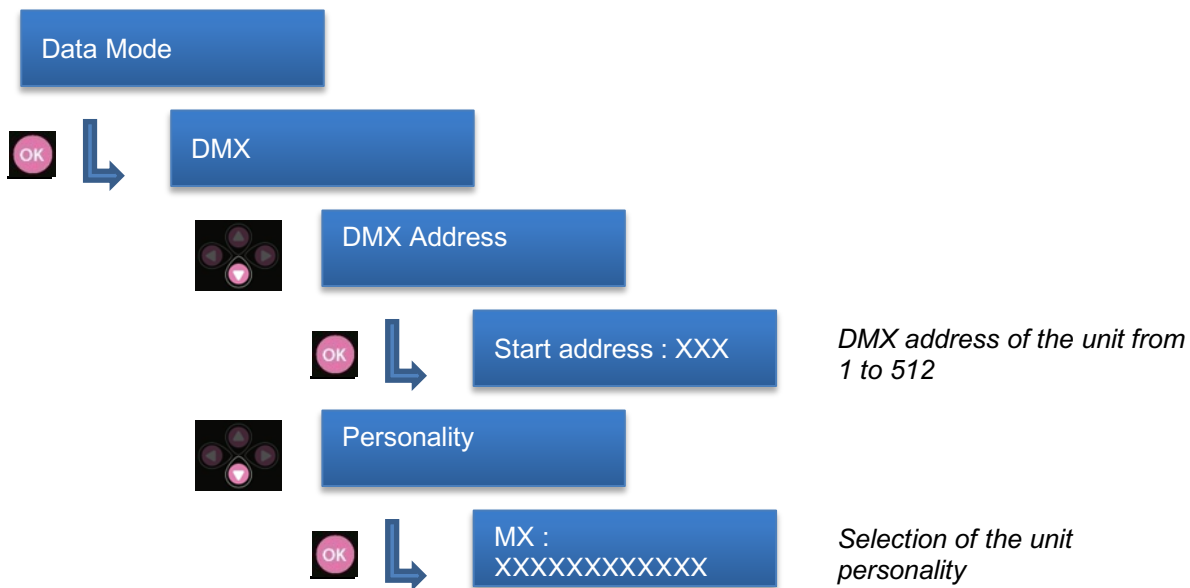 Data Mode
OK
DMX
DMX Address
OK
Start address : XXX
DMX address of the unit from
1 to 512
Personality
OK
MX :
XXXXXXXXXXXX
Selection of the unit
personality